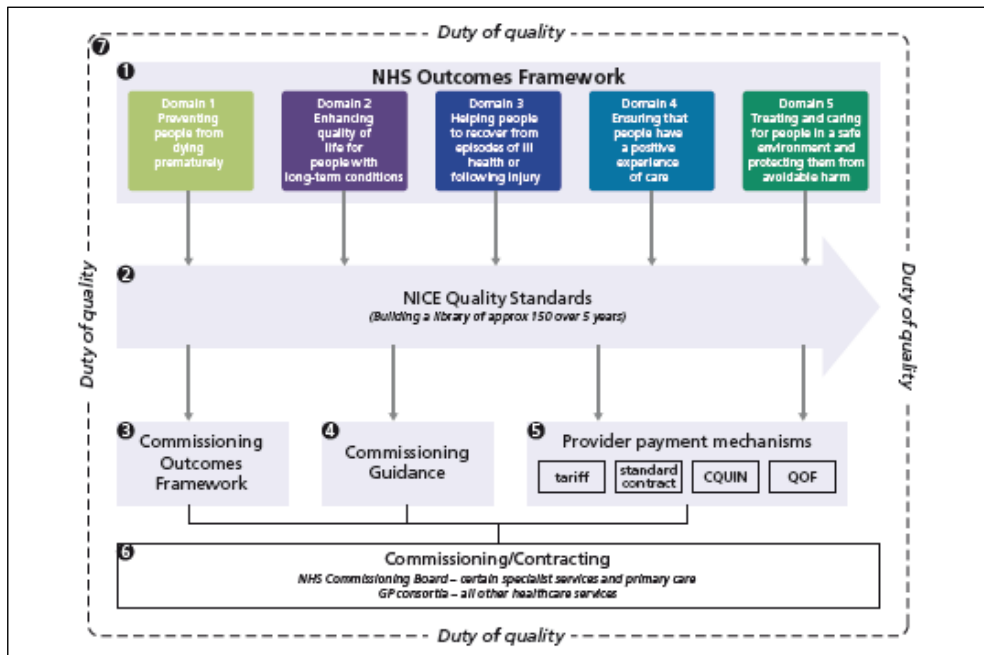 Duty of quality
7
1
NHS Outcomes Framework
Domain 1
Preventing
people from
dying
prematurely
Domain 2
Enhancing
quality of
life for
people with
long-term conditions
Domain 3
Helping people
to recover from
episodes of ill
health or
following injury
Domain 4
Ensuring that
people have
a positive
experience
of care
Domain 5
Treating and caring
for people in a safe
environment and
protecting them from
avoidable harm
Duty of quality
Duty of quality
2
NICE Quality Standards
(Building a library of approx 150 over 5 years)
3
Commissioning
Outcomes
Framework
4
Commissioning
Guidance
5
Provider payment mechanisms
tariff
standard
contract
CQUIN
QOF
6
Commissioning/Contracting
NHS Commissioning Board – certain specialist services and primary care
GP consortia – all other healthcare services
Duty of quality